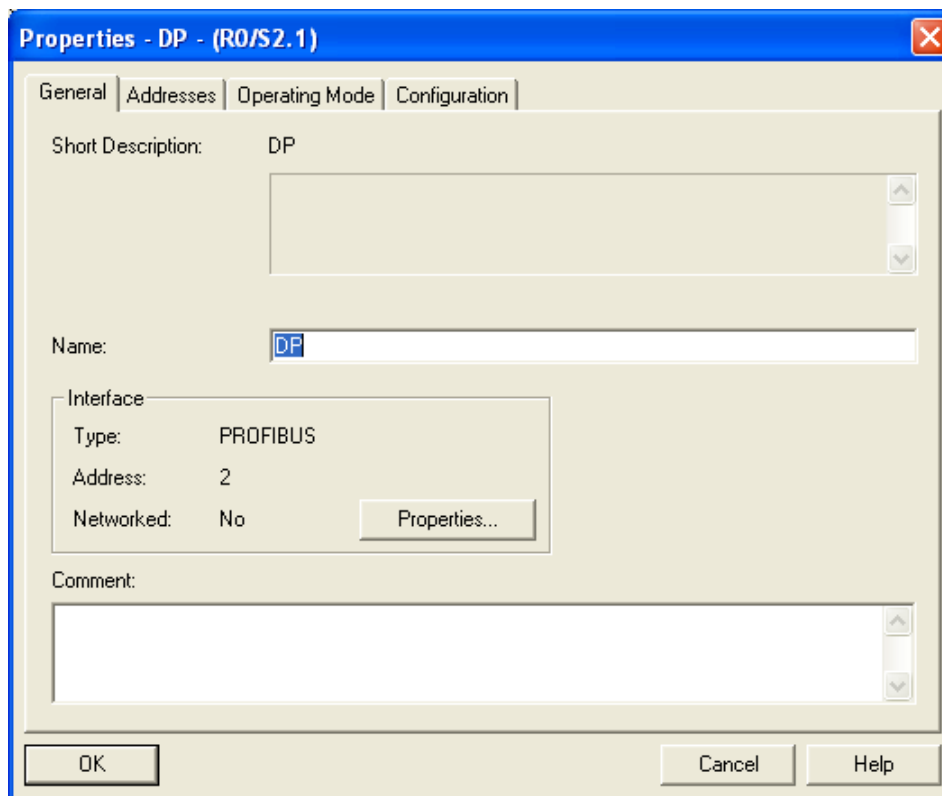 Properties - DP - (R0/S2.1)
General Addresses Operating Mode Configuration
Short Description: DP
Name: DP
Interface
Type: PROFIBUS
Address: 2
Networked: No Properties...
Comment:
OK Cancel Help